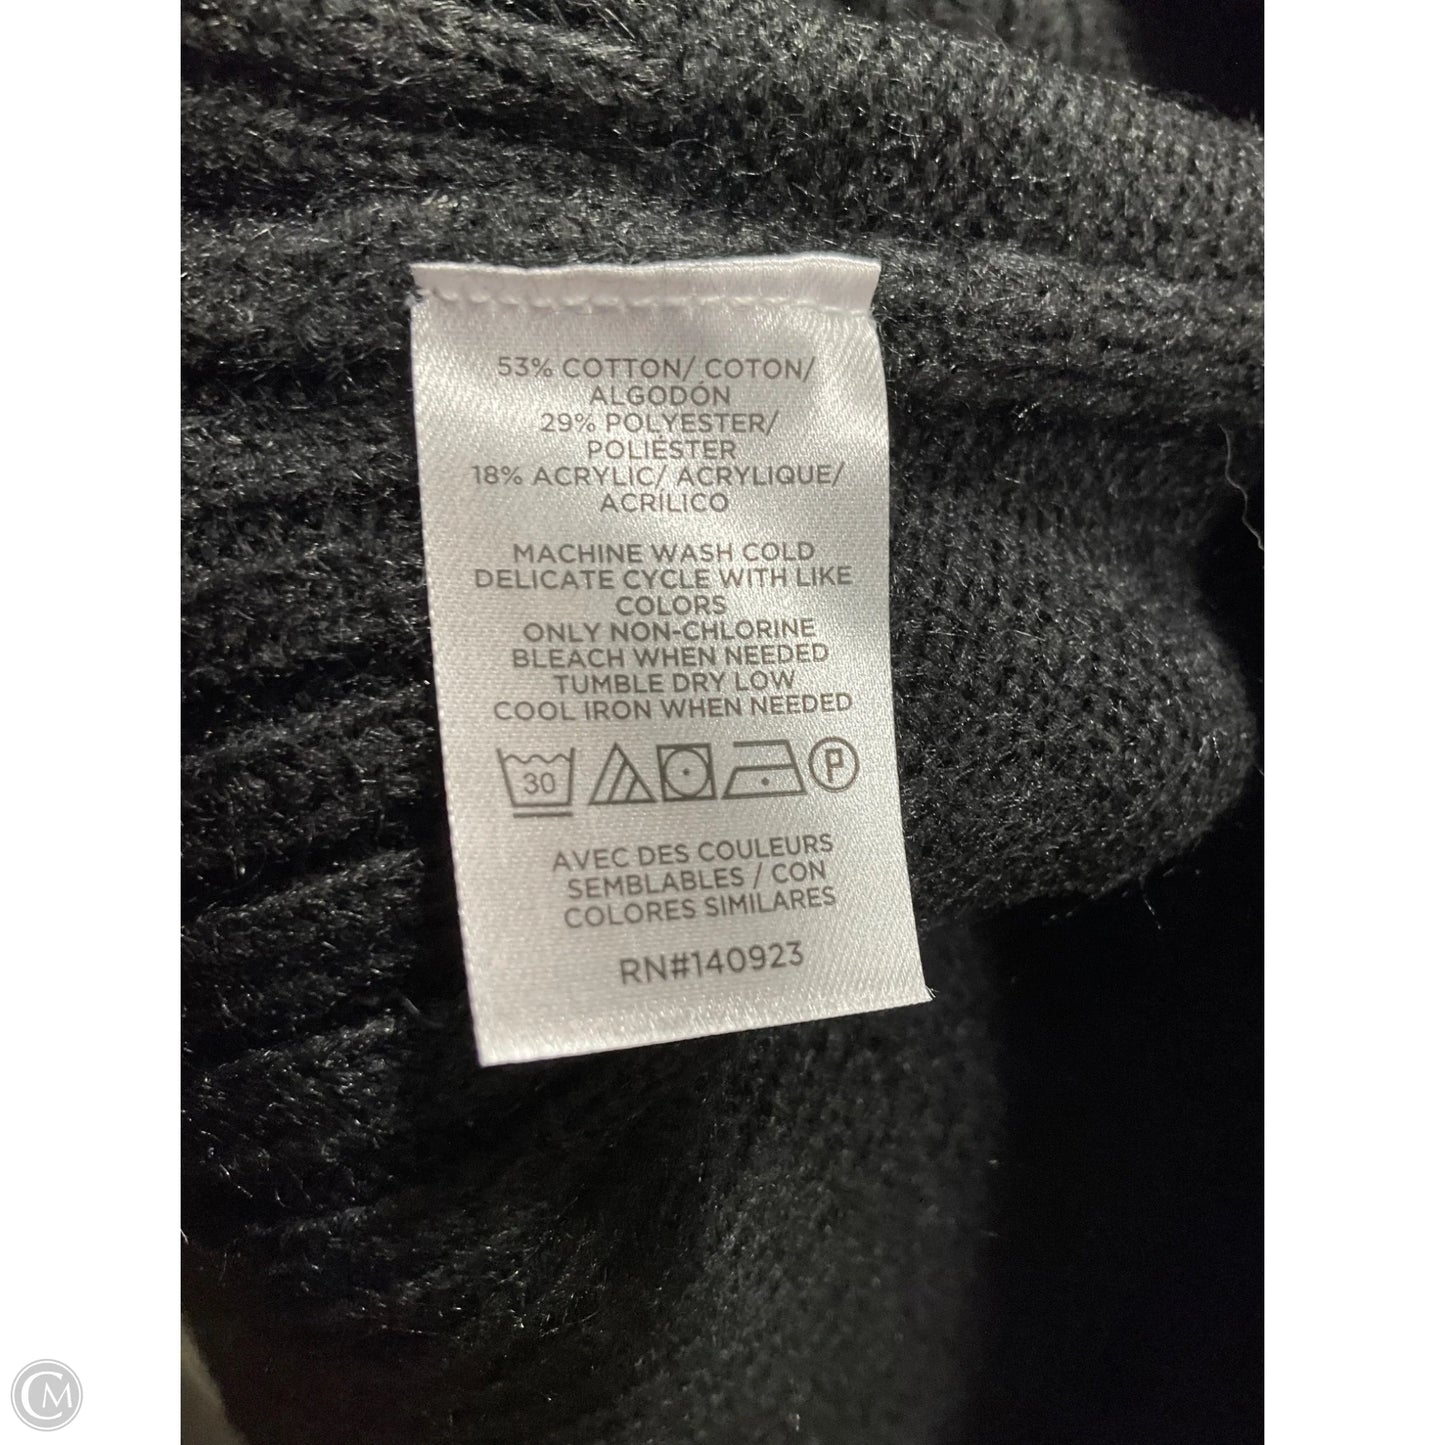 53% COTTON/ COTON/
ALGODÓN
29% POLYESTER/
POLIÉSTER
18% ACRYLIC/ ACRYLIQUE/
ACRÍLICO
MACHINE WASH COLD
DELICATE CYCLE WITH LIKE
COLORS
ONLY NON-CHLORINE
BLEACH WHEN NEEDED
TUMBLE DRY LOW
COOL IRON WHEN NEEDED
30 P
AVEC DES COULEURS
SEMBLABLES / CON
COLORES SIMILARES
RN#140923
CM